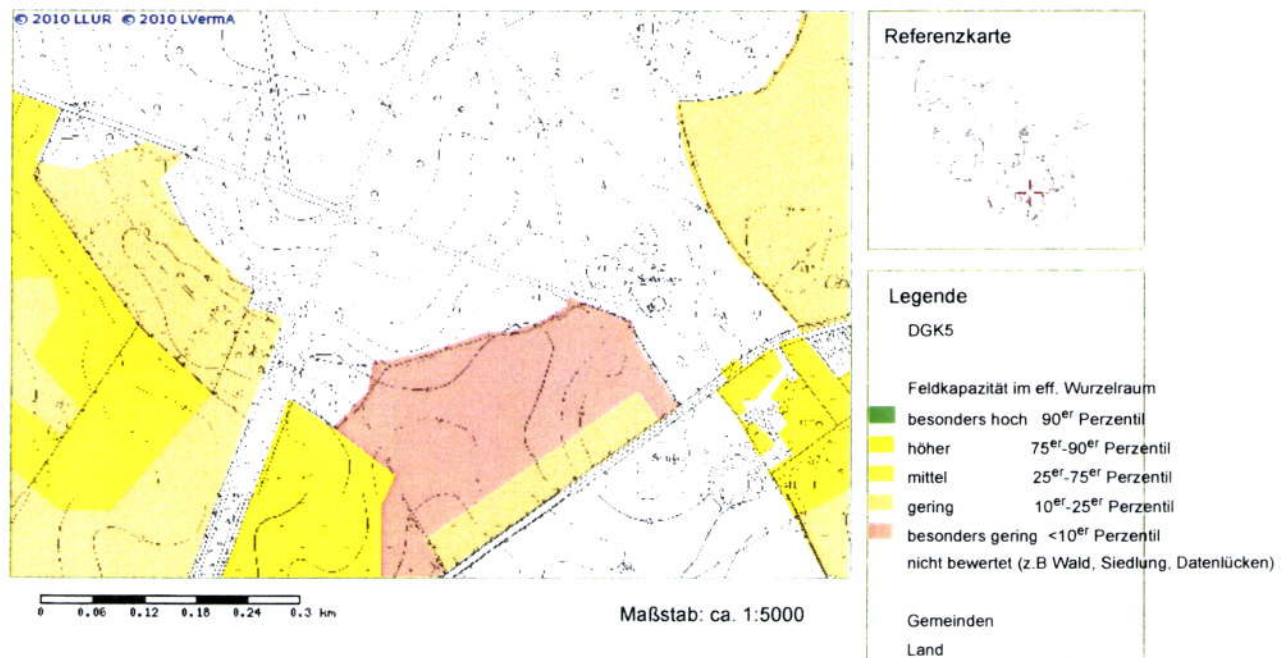 © 2010 LLUR © 2010 LVermA
Referenzkarte
Legende
DGK5
Feldkapazität im eff. Wurzelraum
besonders hoch 90er Perzentil
höher 75er-90er Perzentil
mittel 25er-75er Perzentil
gering 10er-25er Perzentil
besonders gering <10er Perzentil
nicht bewertet (z.B Wald, Siedlung, Datenlücken)
Gemeinden
Land
0 0.06 0.12 0.18 0.24 0.3 km
Maßstab: ca. 1:5000